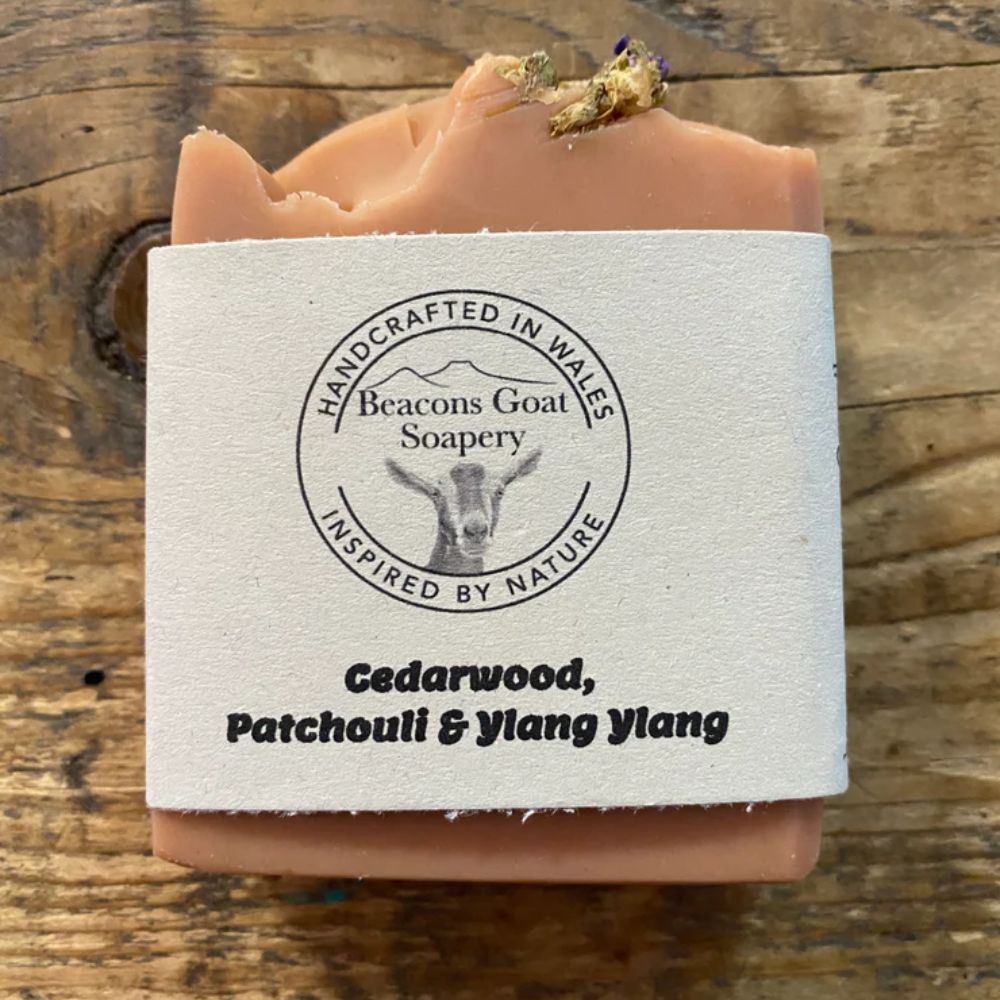 HANDCRAFTED IN WALES
Beacons Goat
Soapery
INSPIRED BY NATURE
Cedarwood,
Patchouli & Ylang Ylang